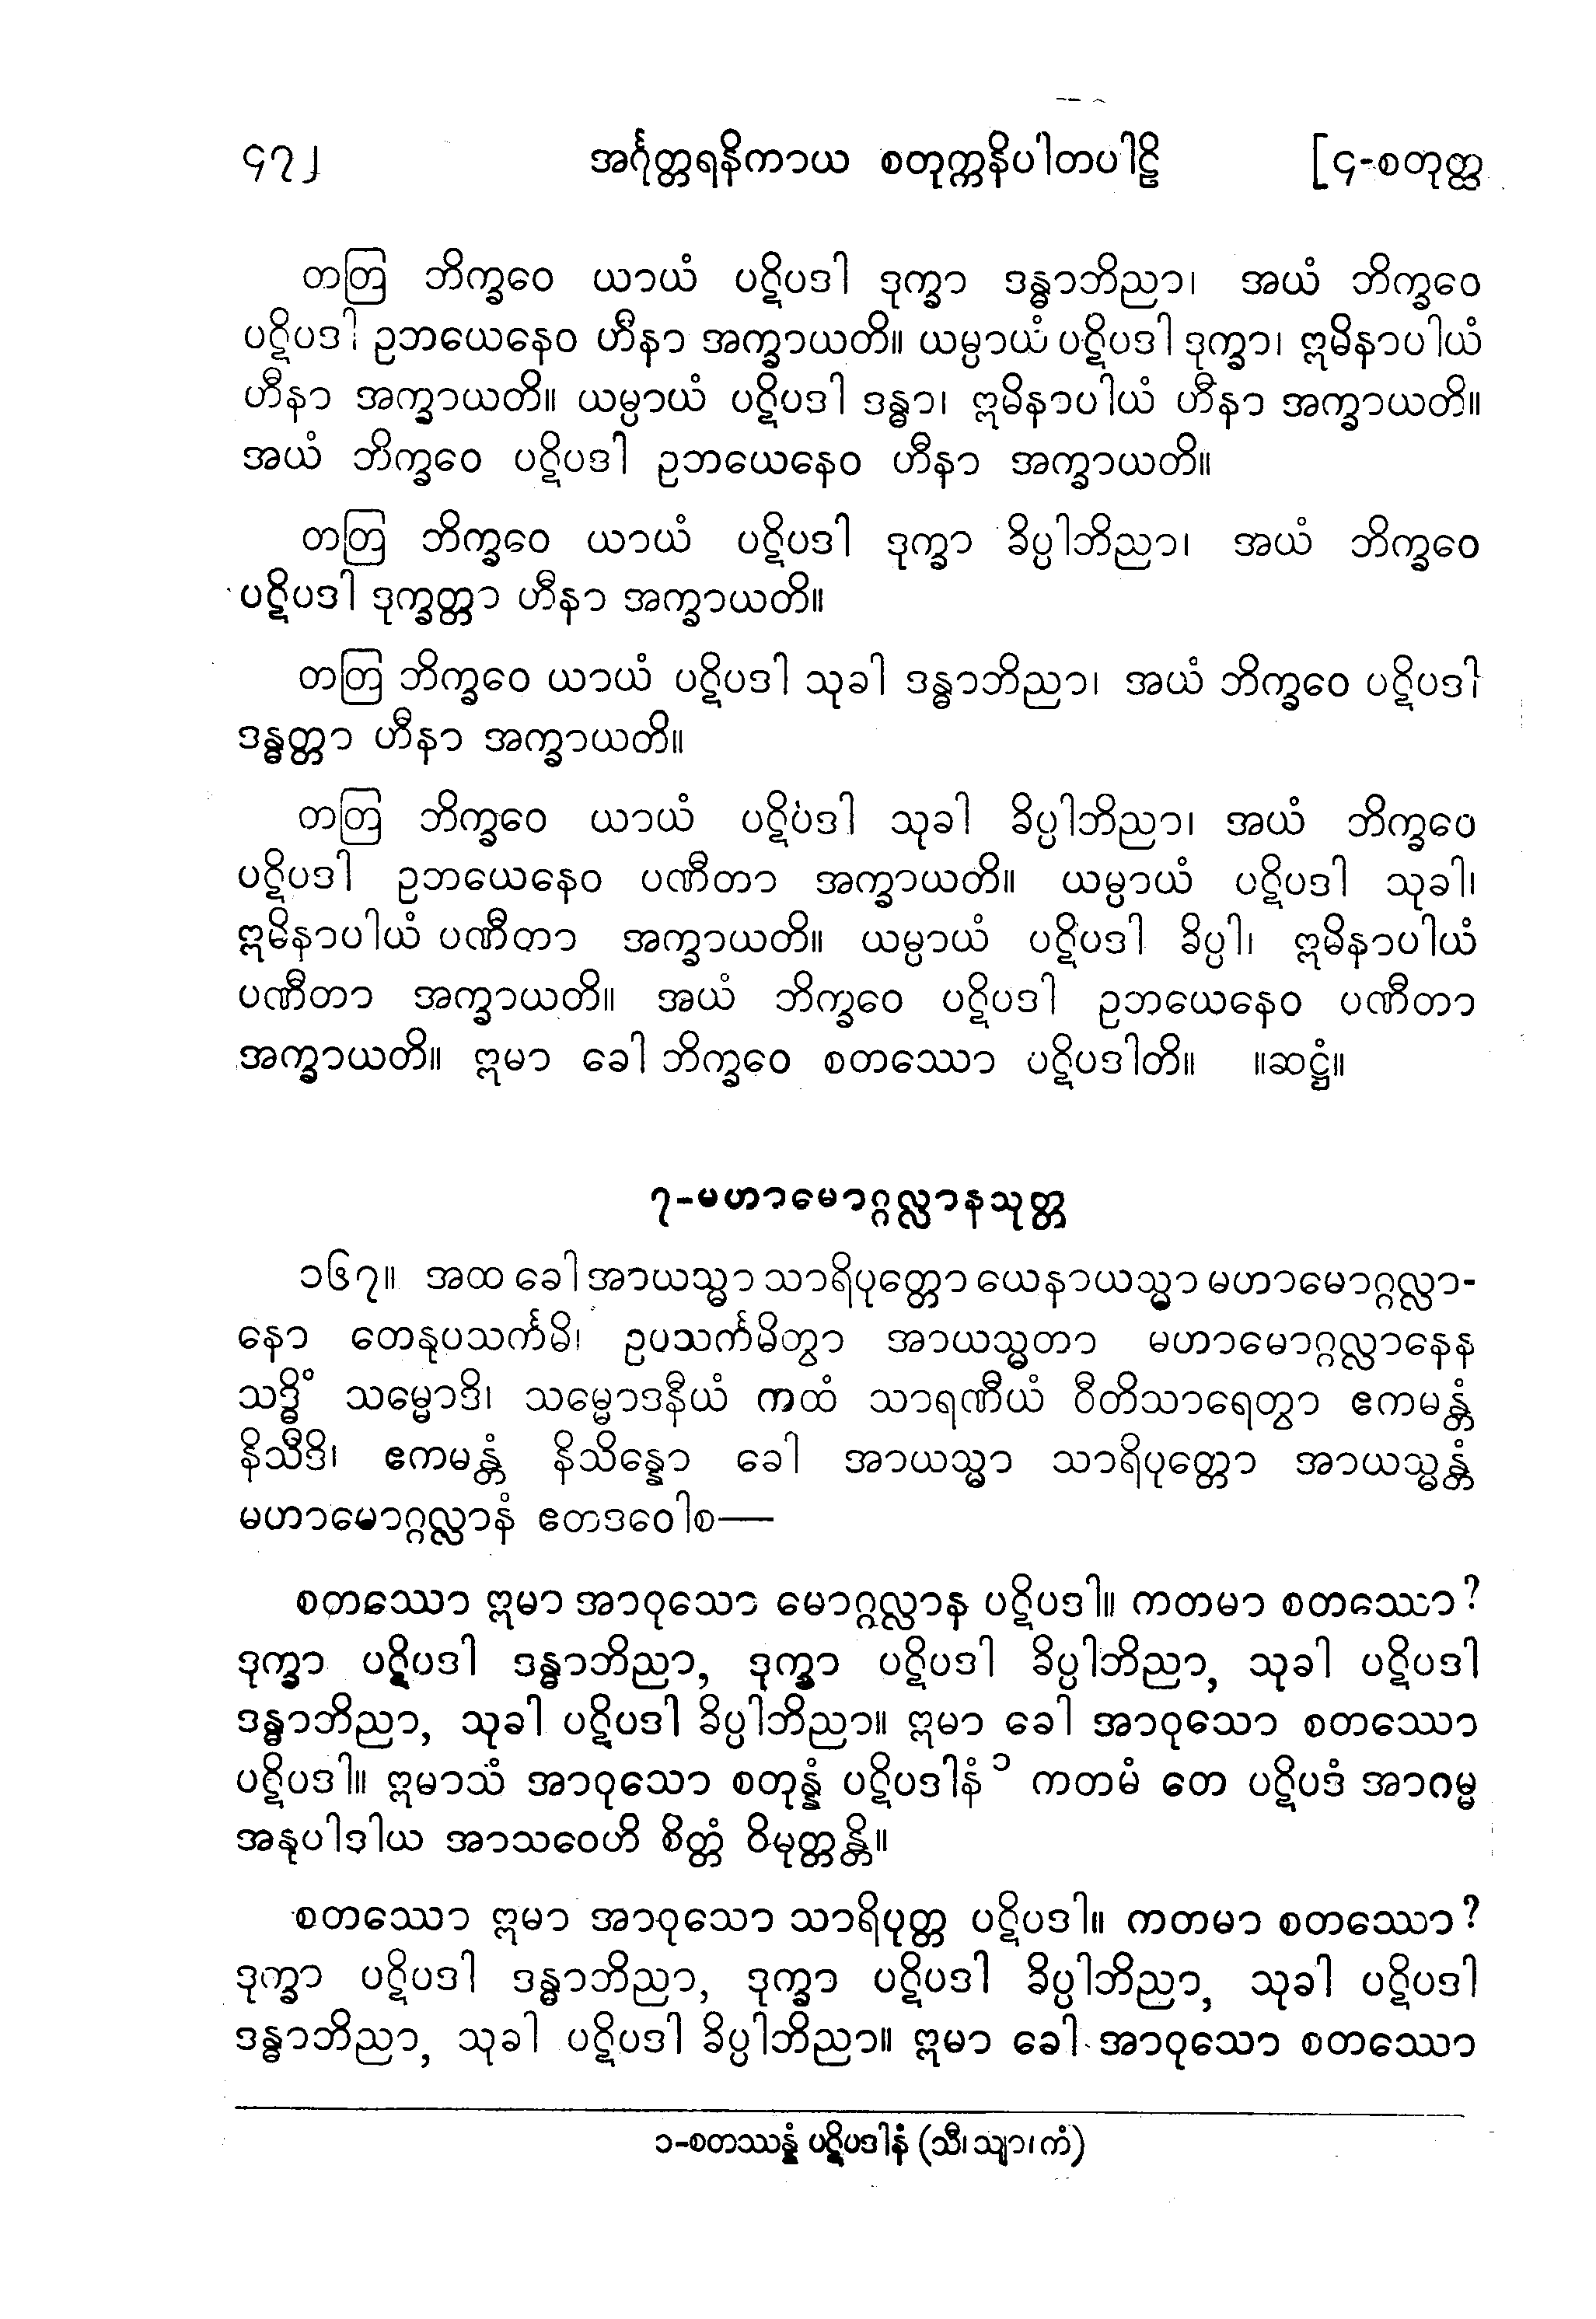 ၄၇၂ အင်္ဂုတ္တရနိကာယ စတုက္ကနိပါတပါဠိ [၄-စတုတ္ထ
တတြ ဘိက္ခဝေ ယာယံ ပဋိပဒါ ဒုက္ခာ ဒန္ဓာဘိညာ၊ အယံ ဘိက္ခဝေ
ပဋိပဒါ ဥဘယေနေဝ ဟီနာ အက္ခာယတိ။ ယမ္ပာယံ ပဋိပဒါ ဒုက္ခာ၊ ဣမိနာပါယံ
ဟီနာ အက္ခာယတိ။ ယမ္ပာယံ ပဋိပဒါ ဒန္ဓာ၊ ဣမိနာပါယံ ဟီနာ အက္ခာယတိ။
အယံ ဘိက္ခဝေ ပဋိပဒါ ဥဘယေနေဝ ဟီနာ အက္ခာယတိ။
တတြ ဘိက္ခဝေ ယာယံ ပဋိပဒါ ဒုက္ခာ ခိပ္ပါဘိညာ၊ အယံ ဘိက္ခဝေ
ပဋိပဒါ ဒုက္ခတ္တာ ဟီနာ အက္ခာယတိ။
တတြ ဘိက္ခဝေ ယာယံ ပဋိပဒါ သုခါ ဒန္ဓာဘိညာ၊ အယံ ဘိက္ခဝေ ပဋိပဒါ
ဒန္ဓတ္တာ ဟီနာ အက္ခာယတိ။
တတြ ဘိက္ခဝေ ယာယံ ပဋိပဒါ သုခါ ခိပ္ပါဘိညာ၊ အယံ ဘိက္ခဝေ
ပဋိပဒါ ဥဘယေနေဝ ပဏီတာ အက္ခာယတိ။ ယမ္ပာယံ ပဋိပဒါ သုခါ၊
ဣမိနာပါယံ ပဏီတာ အက္ခာယတိ။ ယမ္ပာယံ ပဋိပဒါ ခိပ္ပါ၊ ဣမိနာပါယံ
ပဏီတာ အက္ခာယတိ။ အယံ ဘိက္ခဝေ ပဋိပဒါ ဥဘယေနေဝ ပဏီတာ
အက္ခာယတိ။ ဣမာ ခေါ ဘိက္ခဝေ စတဿော ပဋိပဒါတိ။ ။ဆဋ္ဌံ။
၇-မဟာမောဂ္ဂလ္လာနသုတ္တ
၁၆၇။ အထ ခေါ အာယသ္မာ သာရိပုတ္တော ယေနာယသ္မာ မဟာမောဂ္ဂလ္လာ-
နော တေနုပသင်္ကမိ၊ ဥပသင်္ကမိတွာ အာယသ္မတာ မဟာမောဂ္ဂလ္လာနေန
သဒ္ဓိံ သမ္မောဒိ၊ သမ္မောဒနီယံ ကထံ သာရဏီယံ ဝီတိသာရေတွာ ဧကမန္တံ
နိသီဒိ၊ ဧကမန္တံ နိသိန္နော ခေါ အာယသ္မာ သာရိပုတ္တော အာယသ္မန္တံ
မဟာမောဂ္ဂလ္လာနံ ဧတဒဝေါစ—
စတဿော ဣမာ အာဝုသော မောဂ္ဂလ္လာန ပဋိပဒါ။ ကတမာ စတဿော?
ဒုက္ခာ ပဋိပဒါ ဒန္ဓာဘိညာ, ဒုက္ခာ ပဋိပဒါ ခိပ္ပါဘိညာ, သုခါ ပဋိပဒါ
ဒန္ဓာဘိညာ, သုခါ ပဋိပဒါ ခိပ္ပါဘိညာ။ ဣမာ ခေါ အာဝုသော စတဿော
ပဋိပဒါ။ ဣမာသံ အာဝုသော စတုန္နံ ပဋိပဒါနံ ၁ ကတမံ တေ ပဋိပဒံ အာဂမ္မ
အနုပါဒါယ အာသဝေဟိ စိတ္တံ ဝိမုတ္တန္တိ။
စတဿော ဣမာ အာဝုသော သာရိပုတ္တ ပဋိပဒါ။ ကတမာ စတဿော?
ဒုက္ခာ ပဋိပဒါ ဒန္ဓာဘိညာ, ဒုက္ခာ ပဋိပဒါ ခိပ္ပါဘိညာ, သုခါ ပဋိပဒါ
ဒန္ဓာဘိညာ, သုခါ ပဋိပဒါ ခိပ္ပါဘိညာ။ ဣမာ ခေါ အာဝုသော စတဿော
၁-စတဿန္နံ ပဋိပဒါနံ (သီ၊ သျာ၊ ကံ)